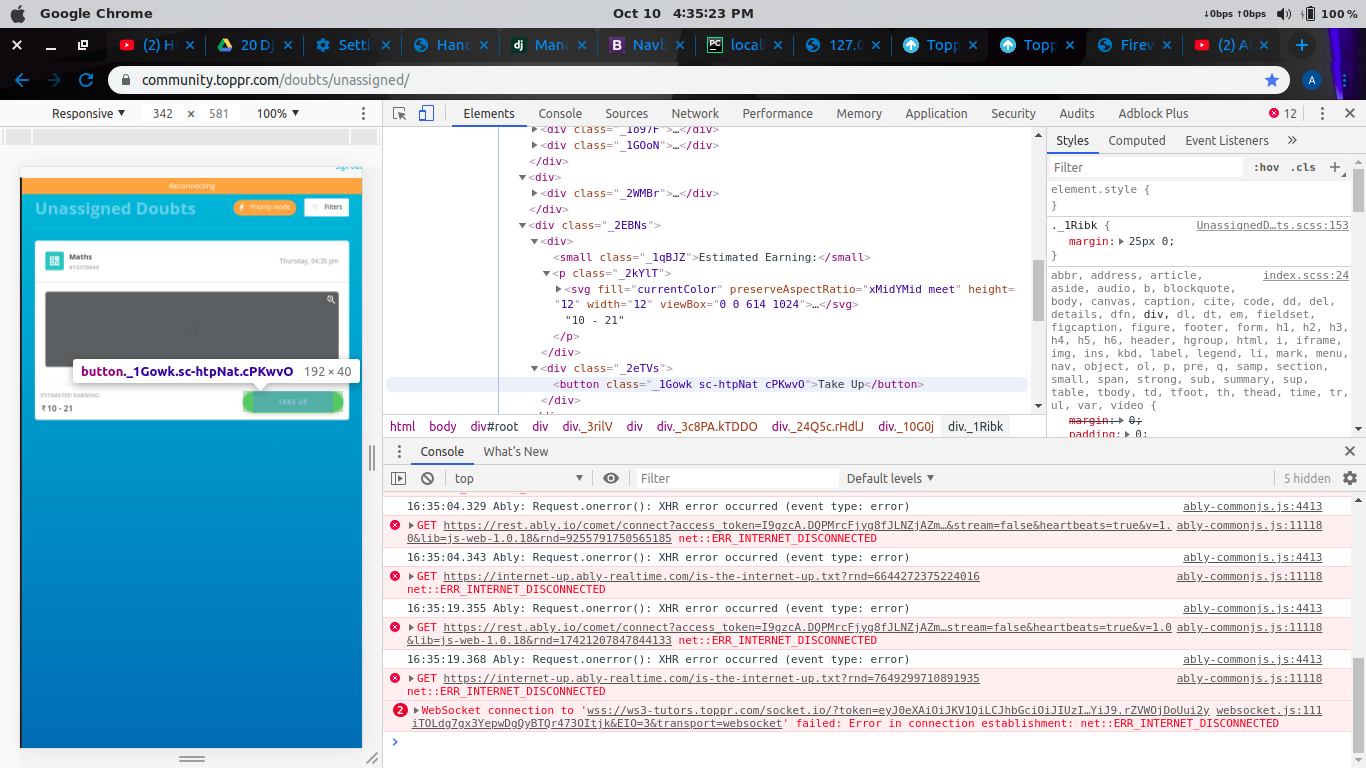 Google Chrome
Oct 10 4:35:23 PM
↓0bps ↑0bps 100 %
(2) H
20 Dj
Setti
Hand
Mana
Navb
locall
127.0
Topp
Topp
Firew
(2) A
community.toppr.com/doubts/unassigned/
A
Responsive ▼ 342 × 581 100% ▼
Elements Console Sources Network Performance Memory Application Security Audits Adblock Plus 12
Sign Out
Reconnecting
Unassigned Doubts
Priority mode
Filters
Maths
#10378849
Thursday, 04:35 pm
button._1Gowk.sc-htpNat.cPKwvO 192 × 40
ESTIMATED EARNING:
₹ 10 - 21
TAKE UP
▶<div class="_1o97F">…</div>
▶<div class="_1GOoN">…</div>
</div>
▼<div>
▶<div class="_2WMBr">…</div>
</div>
▼<div class="_2EBNs">
▼<div>
<small class="_1qBJZ">Estimated Earning:</small>
▼<p class="_2kYlT">
▶<svg fill="currentColor" preserveAspectRatio="xMidYMid meet" height=
"12" width="12" viewBox="0 0 614 1024">…</svg>
"10 - 21"
</p>
</div>
▼<div class="_2eTVs">
<button class="_1Gowk sc-htpNat cPKwvO">Take Up</button>
</div>
html body div#root div div._3rilV div div._3c8PA.kTDDO div._24Q5c.rHdlJ div._10G0j div._1Ribk
Styles Computed Event Listeners »
Filter :hov .cls +
element.style {
}
._1Ribk { UnassignedD…ts.scss:153
margin:▶ 25px 0;
}
abbr, address, article, index.scss:24
aside, audio, b, blockquote,
body, canvas, caption, cite, code, dd, del,
details, dfn, div, dl, dt, em, fieldset,
figcaption, figure, footer, form, h1, h2, h3,
h4, h5, h6, header, hgroup, html, i, iframe,
img, ins, kbd, label, legend, li, mark, menu,
nav, object, ol, p, pre, q, samp, section,
small, span, strong, sub, summary, sup,
table, tbody, td, tfoot, th, thead, time, tr,
ul, var, video {
margin:▶ 0;
padding:▶ 0;
Console What's New
top ▼ Filter Default levels ▼ 5 hidden
16:35:04.329 Ably: Request.onerror(): XHR error occurred (event type: error) ably-commonjs.js:4413
▶GET https://rest.ably.io/comet/connect?access_token=I9gzcA.DQPMrcFjyg8fJLNZjAZm…&stream=false&heartbeats=true&v=1. ably-commonjs.js:11118
0&lib=js-web-1.0.18&rnd=9255791750565185 net::ERR_INTERNET_DISCONNECTED
16:35:04.343 Ably: Request.onerror(): XHR error occurred (event type: error) ably-commonjs.js:4413
▶GET https://internet-up.ably-realtime.com/is-the-internet-up.txt?rnd=6644272375224016 ably-commonjs.js:11118
net::ERR_INTERNET_DISCONNECTED
16:35:19.355 Ably: Request.onerror(): XHR error occurred (event type: error) ably-commonjs.js:4413
▶GET https://rest.ably.io/comet/connect?access_token=I9gzcA.DQPMrcFjyg8fJLNZjAZm…stream=false&heartbeats=true&v=1.0 ably-commonjs.js:11118
&lib=js-web-1.0.18&rnd=17421207847844133 net::ERR_INTERNET_DISCONNECTED
16:35:19.368 Ably: Request.onerror(): XHR error occurred (event type: error) ably-commonjs.js:4413
▶GET https://internet-up.ably-realtime.com/is-the-internet-up.txt?rnd=7649299710891935 ably-commonjs.js:11118
net::ERR_INTERNET_DISCONNECTED
2 ▶WebSocket connection to 'wss://ws3-tutors.toppr.com/socket.io/?token=eyJ0eXAiOiJKV1QiLCJhbGciOiJIUzI…YiJ9.rZVWOjDoUui2y websocket.js:111
iTOLdg7gx3YepwDgQyBTQr473OItjk&EIO=3&transport=websocket' failed: Error in connection establishment: net::ERR_INTERNET_DISCONNECTED